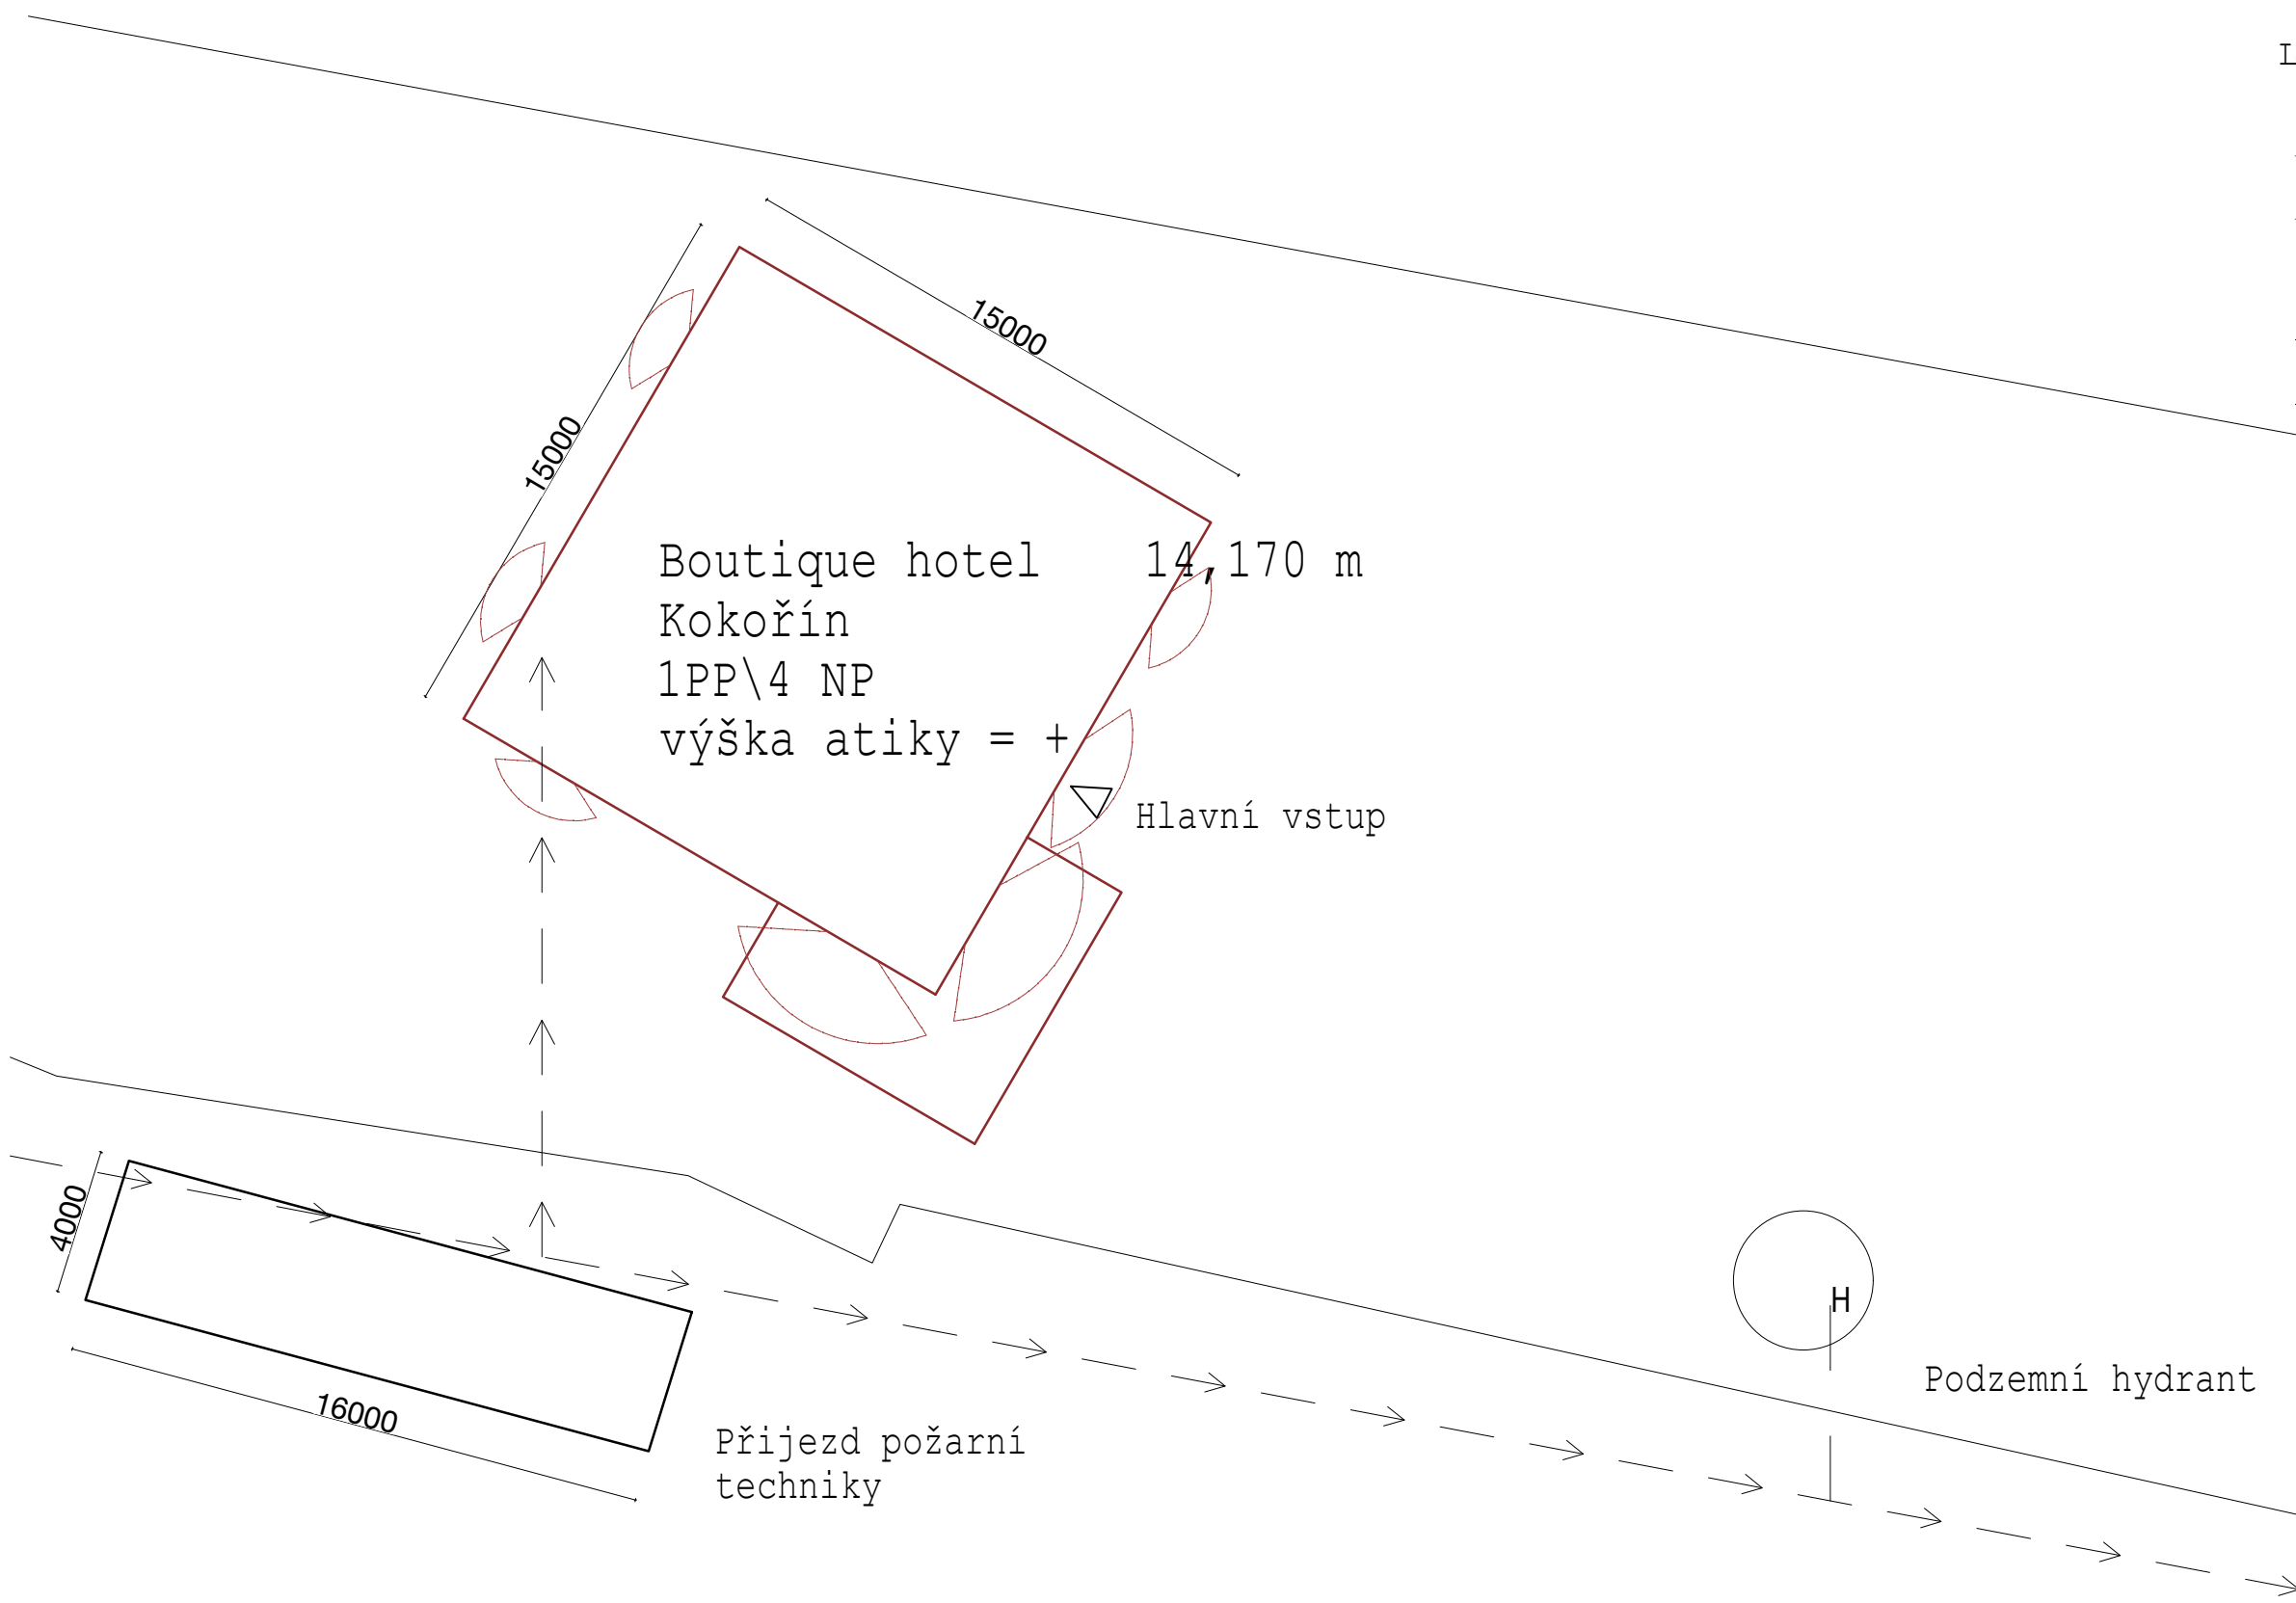 15000
15000
Boutique hotel 14,170 m
Kokořín
1PP\4 NP
výška atiky = +
Hlavní vstup
4000
H
Podzemní hydrant
16000
Přijezd požarní
techniky